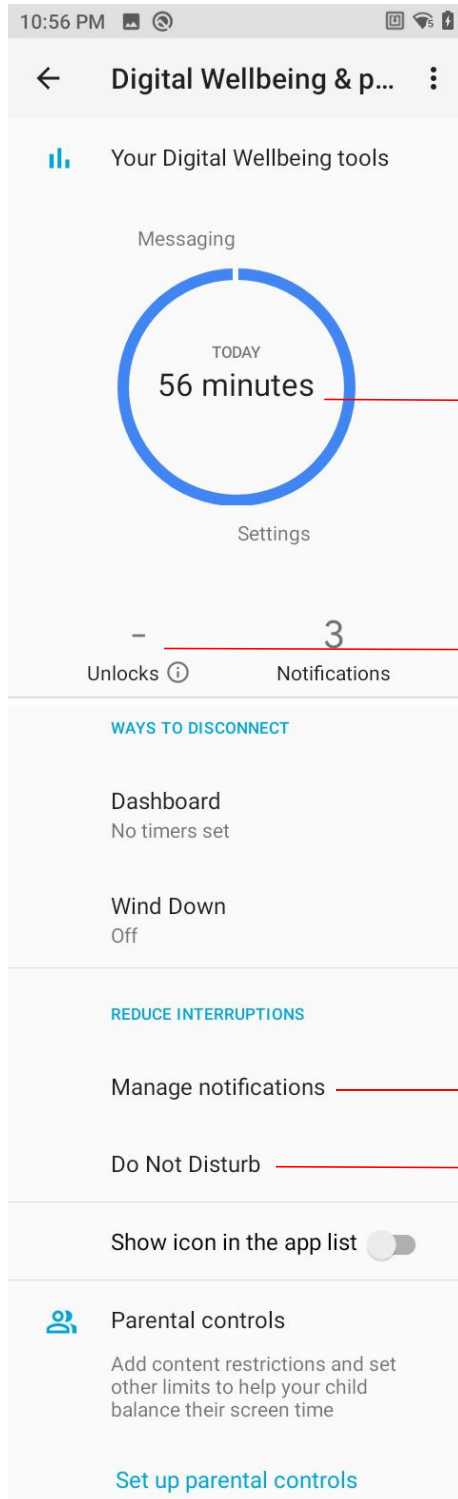 10:56 PM
Digital Wellbeing & p...
Your Digital Wellbeing tools
Messaging
TODAY
56 minutes
Settings
- 3
Unlocks Notifications
WAYS TO DISCONNECT
Dashboard
No timers set
Wind Down
Off
REDUCE INTERRUPTIONS
Manage notifications
Do Not Disturb
Show icon in the app list
Parental controls
Add content restrictions and set
other limits to help your child
balance their screen time
Set up parental controls